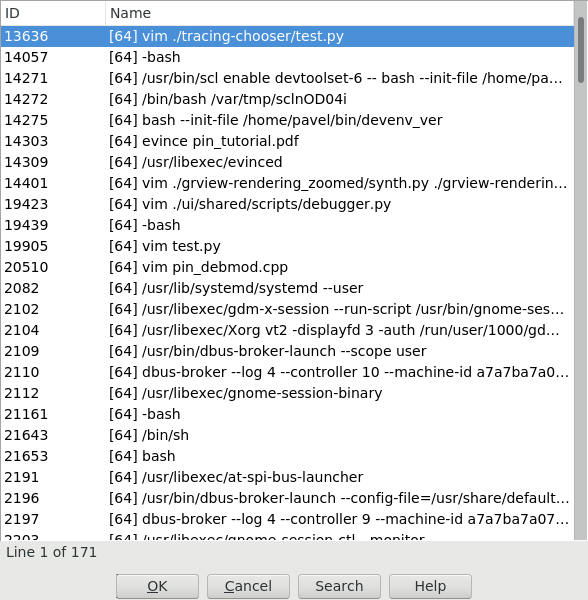 ID Name
13636 [64] vim ./tracing-chooser/test.py
14057 [64] -bash
14271 [64] /usr/bin/scl enable devtoolset-6 -- bash --init-file /home/pa...
14272 [64] /bin/bash /var/tmp/sclnOD04i
14275 [64] bash --init-file /home/pavel/bin/devenv_ver
14303 [64] evince pin_tutorial.pdf
14309 [64] /usr/libexec/evinced
14401 [64] vim ./grview-rendering_zoomed/synth.py ./grview-renderin...
19423 [64] vim ./ui/shared/scripts/debugger.py
19439 [64] -bash
19905 [64] vim test.py
20510 [64] vim pin_debmod.cpp
2082 [64] /usr/lib/systemd/systemd --user
2102 [64] /usr/libexec/gdm-x-session --run-script /usr/bin/gnome-ses...
2104 [64] /usr/libexec/Xorg vt2 -displayfd 3 -auth /run/user/1000/gd...
2109 [64] /usr/bin/dbus-broker-launch --scope user
2110 [64] dbus-broker --log 4 --controller 10 --machine-id a7a7ba7a0...
2112 [64] /usr/libexec/gnome-session-binary
21161 [64] -bash
21643 [64] /bin/sh
21653 [64] bash
2191 [64] /usr/libexec/at-spi-bus-launcher
2196 [64] /usr/bin/dbus-broker-launch --config-file=/usr/share/default...
2197 [64] dbus-broker --log 4 --controller 9 --machine-id a7a7ba7a07...
2203 [64] /usr/libexec/gnome-session-ctl --monitor
Line 1 of 171
OK Cancel Search Help